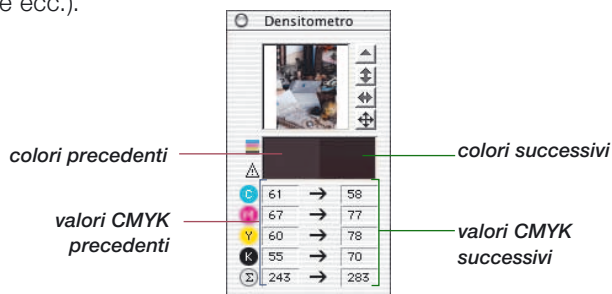 e ecc.).
Densitometro
colori precedenti
colori successivi
C 61 → 58
valori CMYK
precedenti
M 67 → 77
Y 60 → 78
K 55 → 70
Σ 243 → 283
valori CMYK
successivi